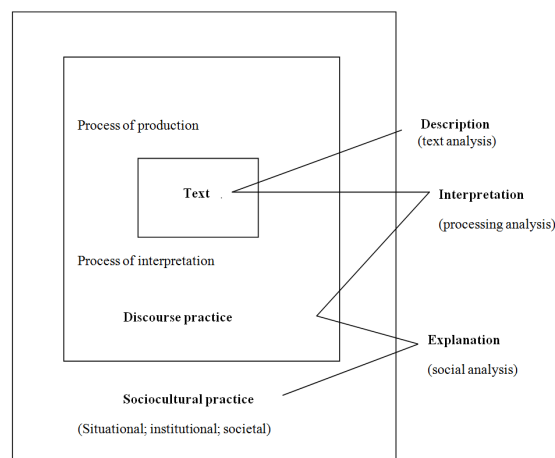 Process of production
Text
Process of interpretation
Discourse practice
Sociocultural practice
(Situational; institutional; societal)
Description
(text analysis)
Interpretation
(processing analysis)
Explanation
(social analysis)